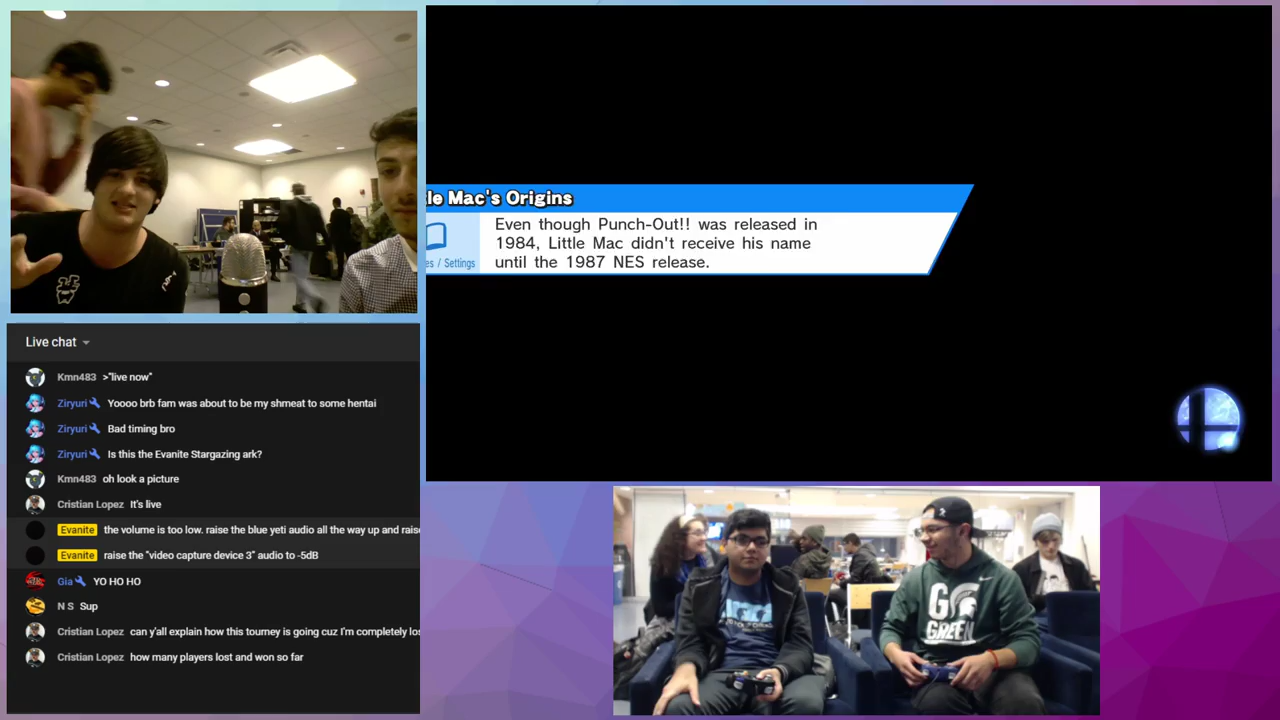 tle Mac's Origins
Even though Punch-Out!! was released in
1984, Little Mac didn't receive his name
until the 1987 NES release.
es / Settings
Live chat
Kmn483 >"live now"
Ziryuri Yoooo brb fam was about to be my shmeat to some hentai
Ziryuri Bad timing bro
Ziryuri Is this the Evanite Stargazing ark?
Kmn483 oh look a picture
Cristian Lopez It's live
Evanite the volume is too low. raise the blue yeti audio all the way up and raise
Evanite raise the "video capture device 3" audio to -5dB
Gia YO HO HO
N S Sup
Cristian Lopez can y'all explain how this tourney is going cuz I'm completely los
Cristian Lopez how many players lost and won so far
GO
GREEN